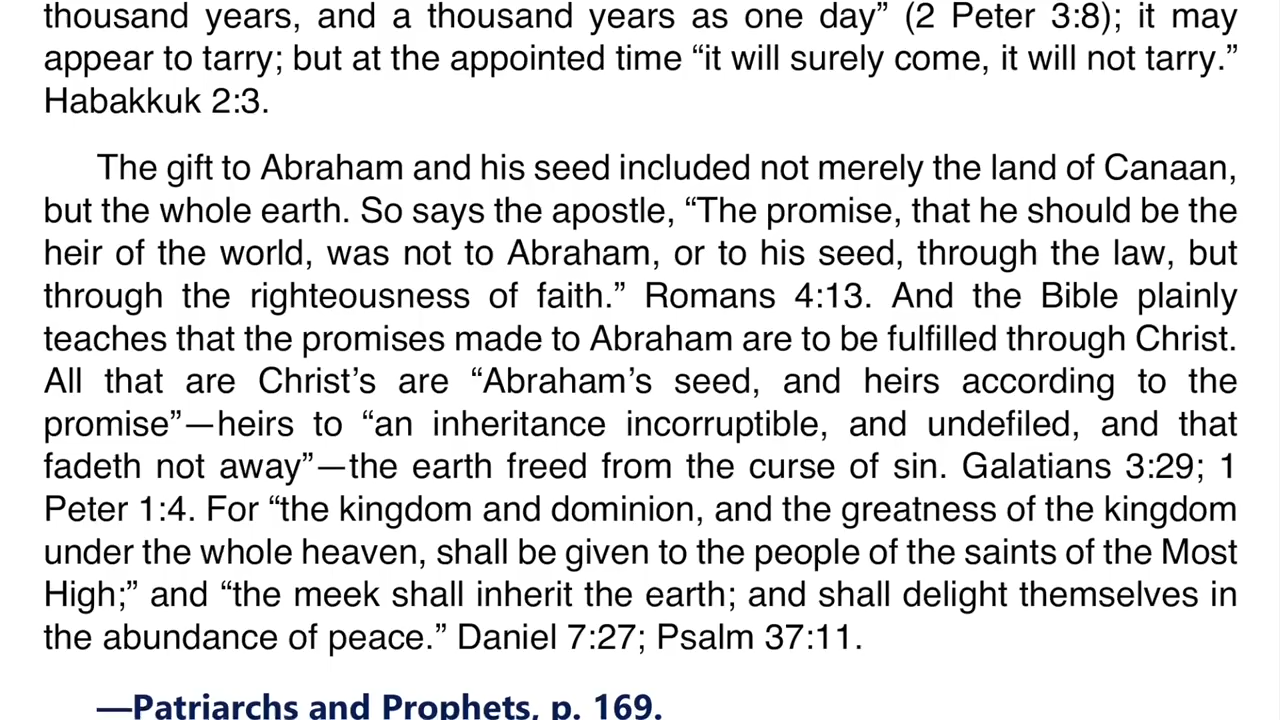 thousand years, and a thousand years as one day” (2 Peter 3:8); it may
appear to tarry; but at the appointed time “it will surely come, it will not tarry.”
Habakkuk 2:3.
The gift to Abraham and his seed included not merely the land of Canaan,
but the whole earth. So says the apostle, “The promise, that he should be the
heir of the world, was not to Abraham, or to his seed, through the law, but
through the righteousness of faith.” Romans 4:13. And the Bible plainly
teaches that the promises made to Abraham are to be fulfilled through Christ.
All that are Christ’s are “Abraham’s seed, and heirs according to the
promise”—heirs to “an inheritance incorruptible, and undefiled, and that
fadeth not away”—the earth freed from the curse of sin. Galatians 3:29; 1
Peter 1:4. For “the kingdom and dominion, and the greatness of the kingdom
under the whole heaven, shall be given to the people of the saints of the Most
High;” and “the meek shall inherit the earth; and shall delight themselves in
the abundance of peace.” Daniel 7:27; Psalm 37:11.
—Patriarchs and Prophets, p. 169.